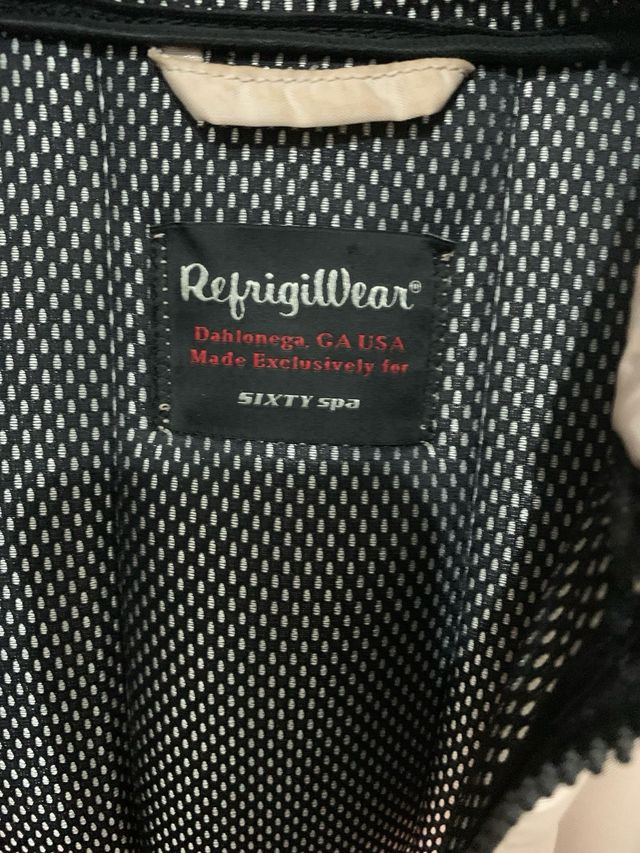 RefrigiWear®
Dahlonega, GA USA
Made Exclusively for
SIXTY spa